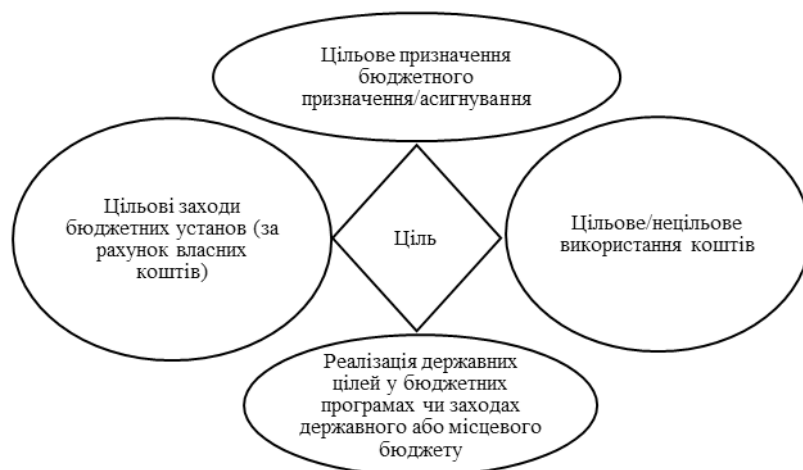 Цільове призначення
бюджетного
призначення/асигнування
Цільові заходи
бюджетних установ (за
рахунок власних
коштів)
Ціль
Цільове/нецільове
використання коштів
Реалізація державних
цілей у бюджетних
програмах чи заходах
державного або місцевого
бюджету